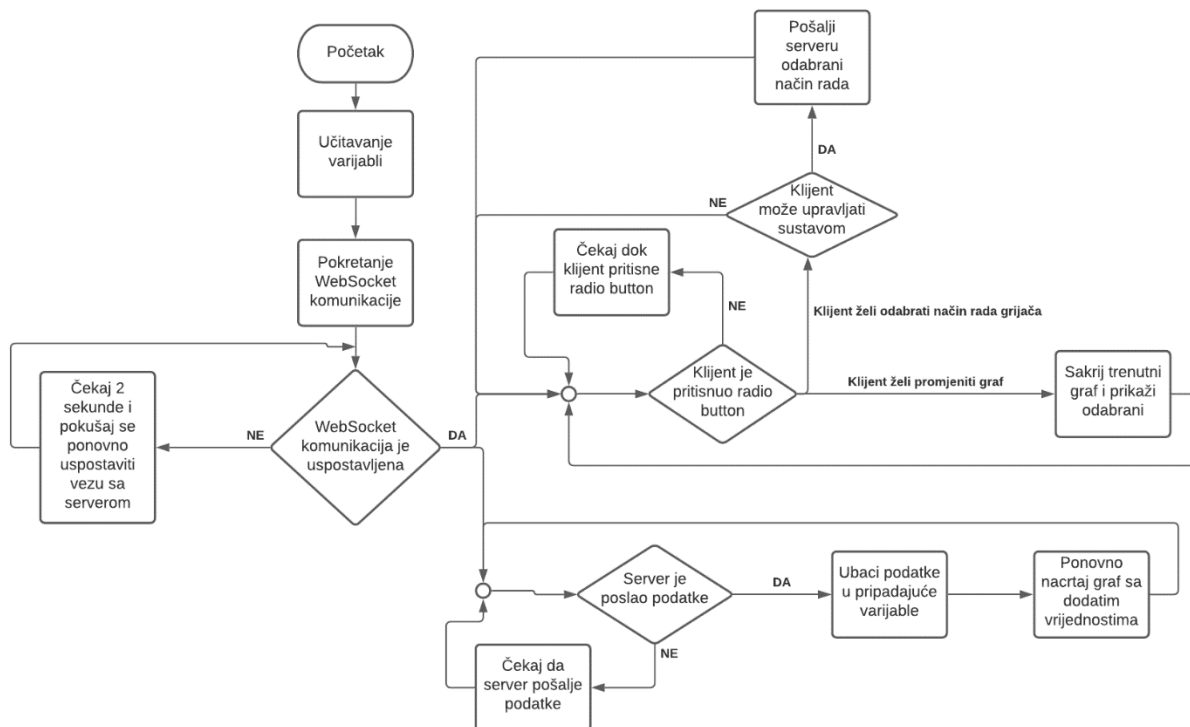 Početak
Učitavanje
varijabli
Pokretanje
WebSocket
komunikacije
WebSocket
komunikacija je
uspostavljena
NE
Čekaj 2
sekunde i
pokušaj se
ponovno
uspostaviti
vezu sa
serverom
DA
Pošalji
serveru
odabrani
način rada
DA
NE
Klijent
može upravljati
sustavom
Čekaj dok
klijent pritisne
radio button
NE
Klijent želi odabrati način rada grijača
Klijent je
pritisnuo radio
button
Klijent želi promjeniti graf
Sakrij trenutni
graf i prikaži
odabrani
Server je
poslao podatke
DA
Ubaci podatke
u pripadajuće
varijable
Ponovno
nacrtaj graf sa
dodatim
vrijednostima
NE
Čekaj da
server pošalje
podatke